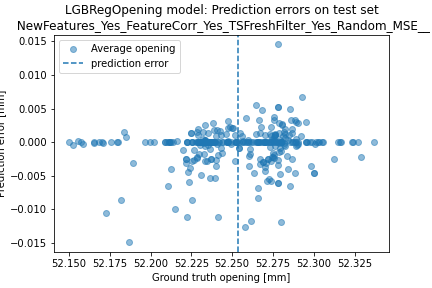 LGBRegOpening model: Prediction errors on test set
NewFeatures_Yes_FeatureCorr_Yes_TSFreshFilter_Yes_Random_MSE__
0.015
0.010
0.005
0.000
−0.005
−0.010
−0.015
Average opening
prediction error
Prediction error [mm]
52.150 52.175 52.200 52.225 52.250 52.275 52.300 52.325
Ground truth opening [mm]